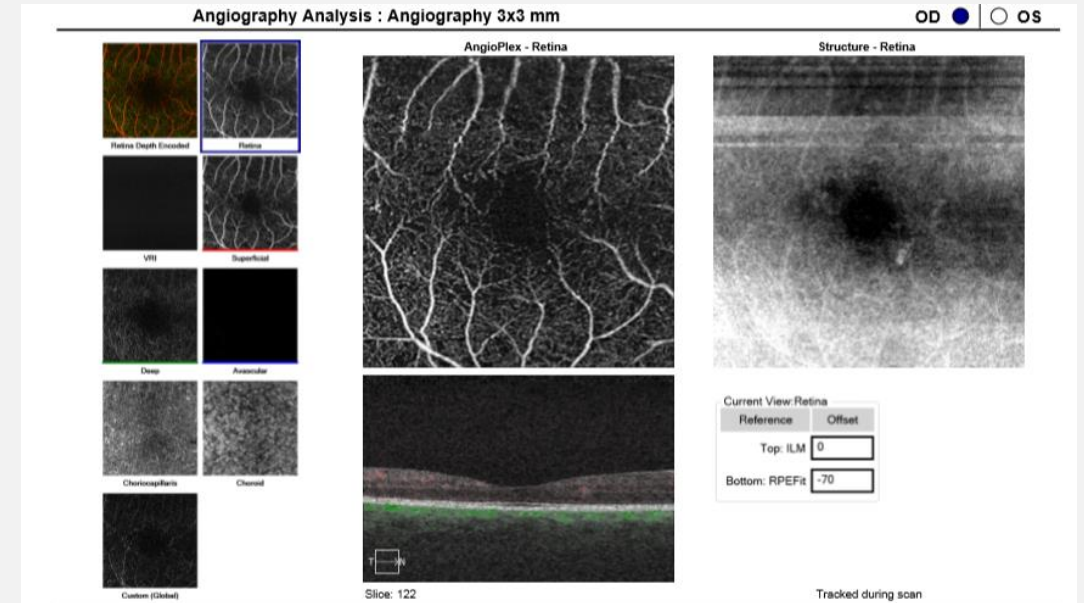 Angiography Analysis : Angiography 3x3 mm
OD | OS
AngioPlex - Retina
Structure - Retina
Retina Depth Encoded
Retina
VRI
Superficial
Deep
Avascular
Choriocapillaris
Choroid
Custom (Global)
Current View:Retina
Reference Offset
Top: ILM 0
Bottom: RPEFit -70
T N
Slice: 122
Tracked during scan